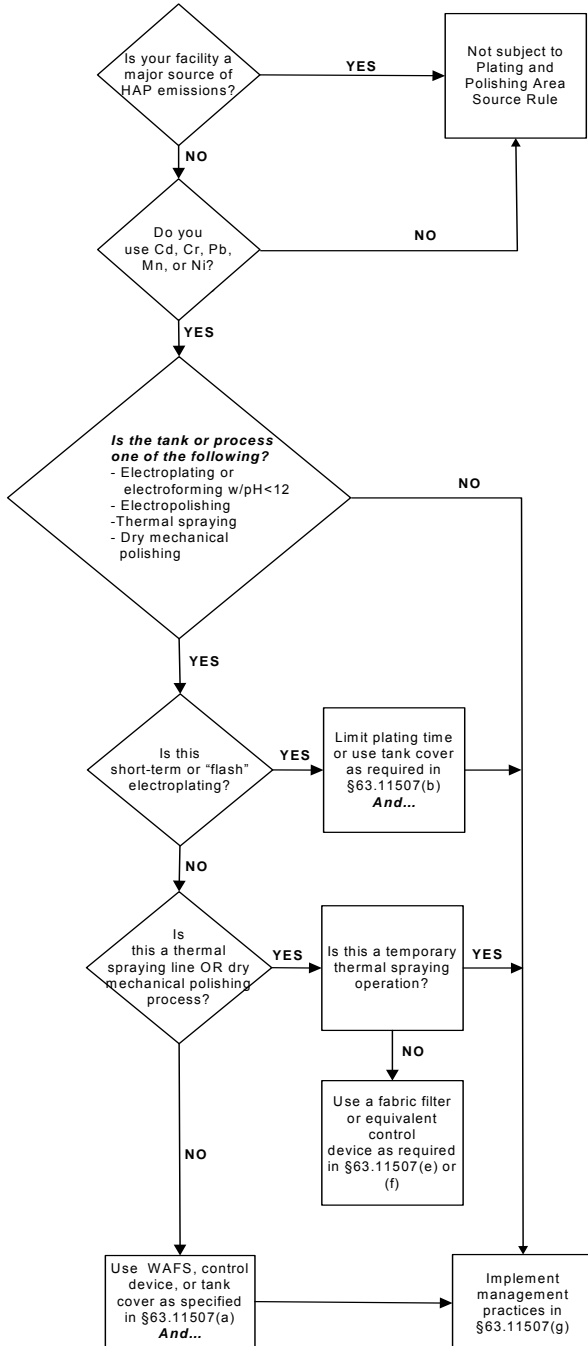 Is your facility a
major source of
HAP emissions?
YES
Not subject to
Plating and
Polishing Area
Source Rule
NO
Do you
use Cd, Cr, Pb,
Mn, or Ni?
NO
YES
Is the tank or process
one of the following?
- Electroplating or
electroforming w/pH<12
- Electropolishing
-Thermal spraying
- Dry mechanical
polishing
NO
YES
Is this
short-term or “flash”
electroplating?
YES
Limit plating time
or use tank cover
as required in
§63.11507(b)
And...
NO
Is
this a thermal
spraying line OR dry
mechanical polishing
process?
YES
Is this a temporary
thermal spraying
operation?
YES
NO
Use a fabric filter
or equivalent
control
device as required
in §63.11507(e) or
(f)
NO
Use WAFS, control
device, or tank
cover as specified
in §63.11507(a)
And...
Implement
management
practices in
§63.11507(g)